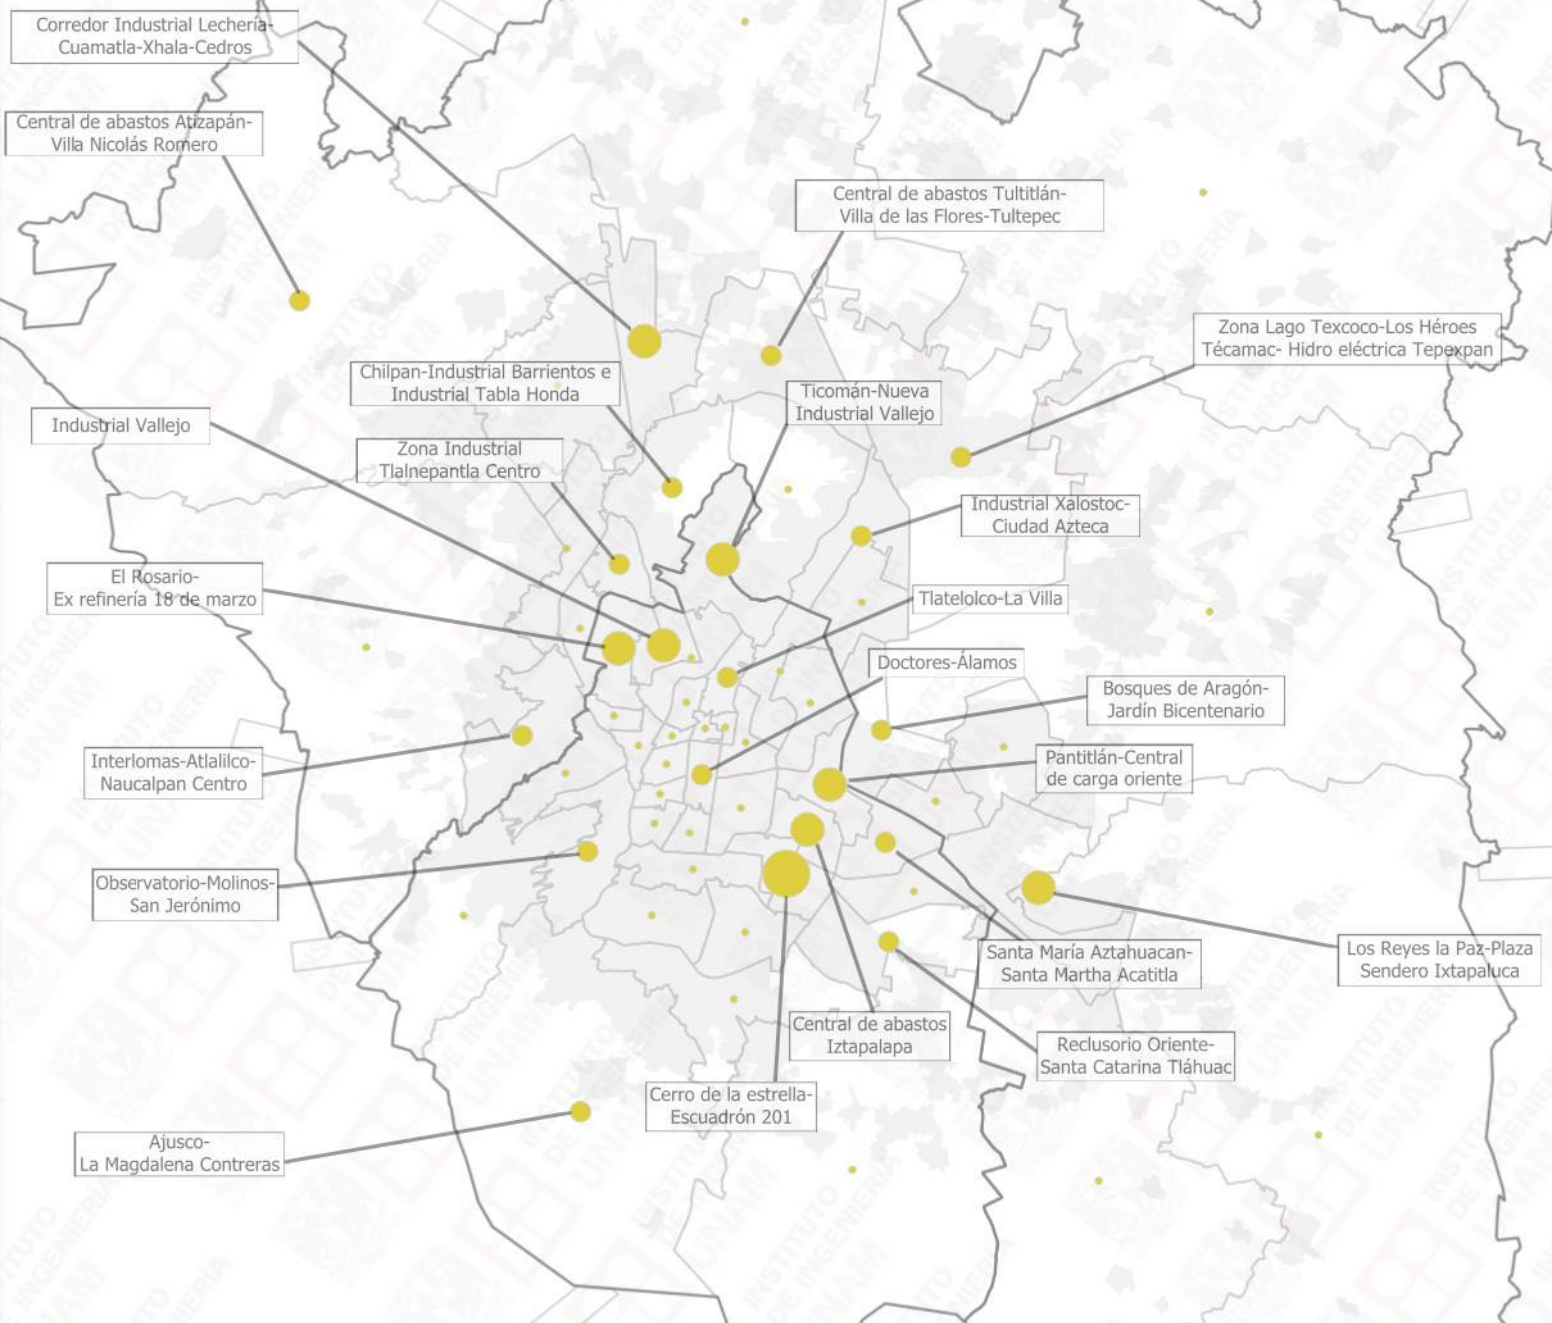 Corredor Industrial Lechería-
Cuamatla-Xhala-Cedros
Central de abastos Atizapán-
Villa Nicolás Romero
Central de abastos Tultitlán-
Villa de las Flores-Tultepec
Zona Lago Texcoco-Los Héroes
Técamac- Hidro eléctrica Tepexpan
Chilpan-Industrial Barrientos e
Industrial Tabla Honda
Ticomán-Nueva
Industrial Vallejo
Industrial Vallejo
Zona Industrial
Tlalnepantla Centro
Industrial Xalostoc-
Ciudad Azteca
El Rosario-
Ex refinería 18 de marzo
Tlatelolco-La Villa
Doctores-Álamos
Bosques de Aragón-
Jardín Bicentenario
Interlomas-Atlalilco-
Naucalpan Centro
Pantitlán-Central
de carga oriente
Observatorio-Molinos-
San Jerónimo
Santa María Aztahuacan-
Santa Martha Acatitla
Los Reyes la Paz-Plaza
Sendero Ixtapaluca
Central de abastos
Iztapalapa
Reclusorio Oriente-
Santa Catarina Tláhuac
Cerro de la estrella-
Escuadrón 201
Ajusco-
La Magdalena Contreras
INSTITUTO
DE INGENIERÍA
UNAM